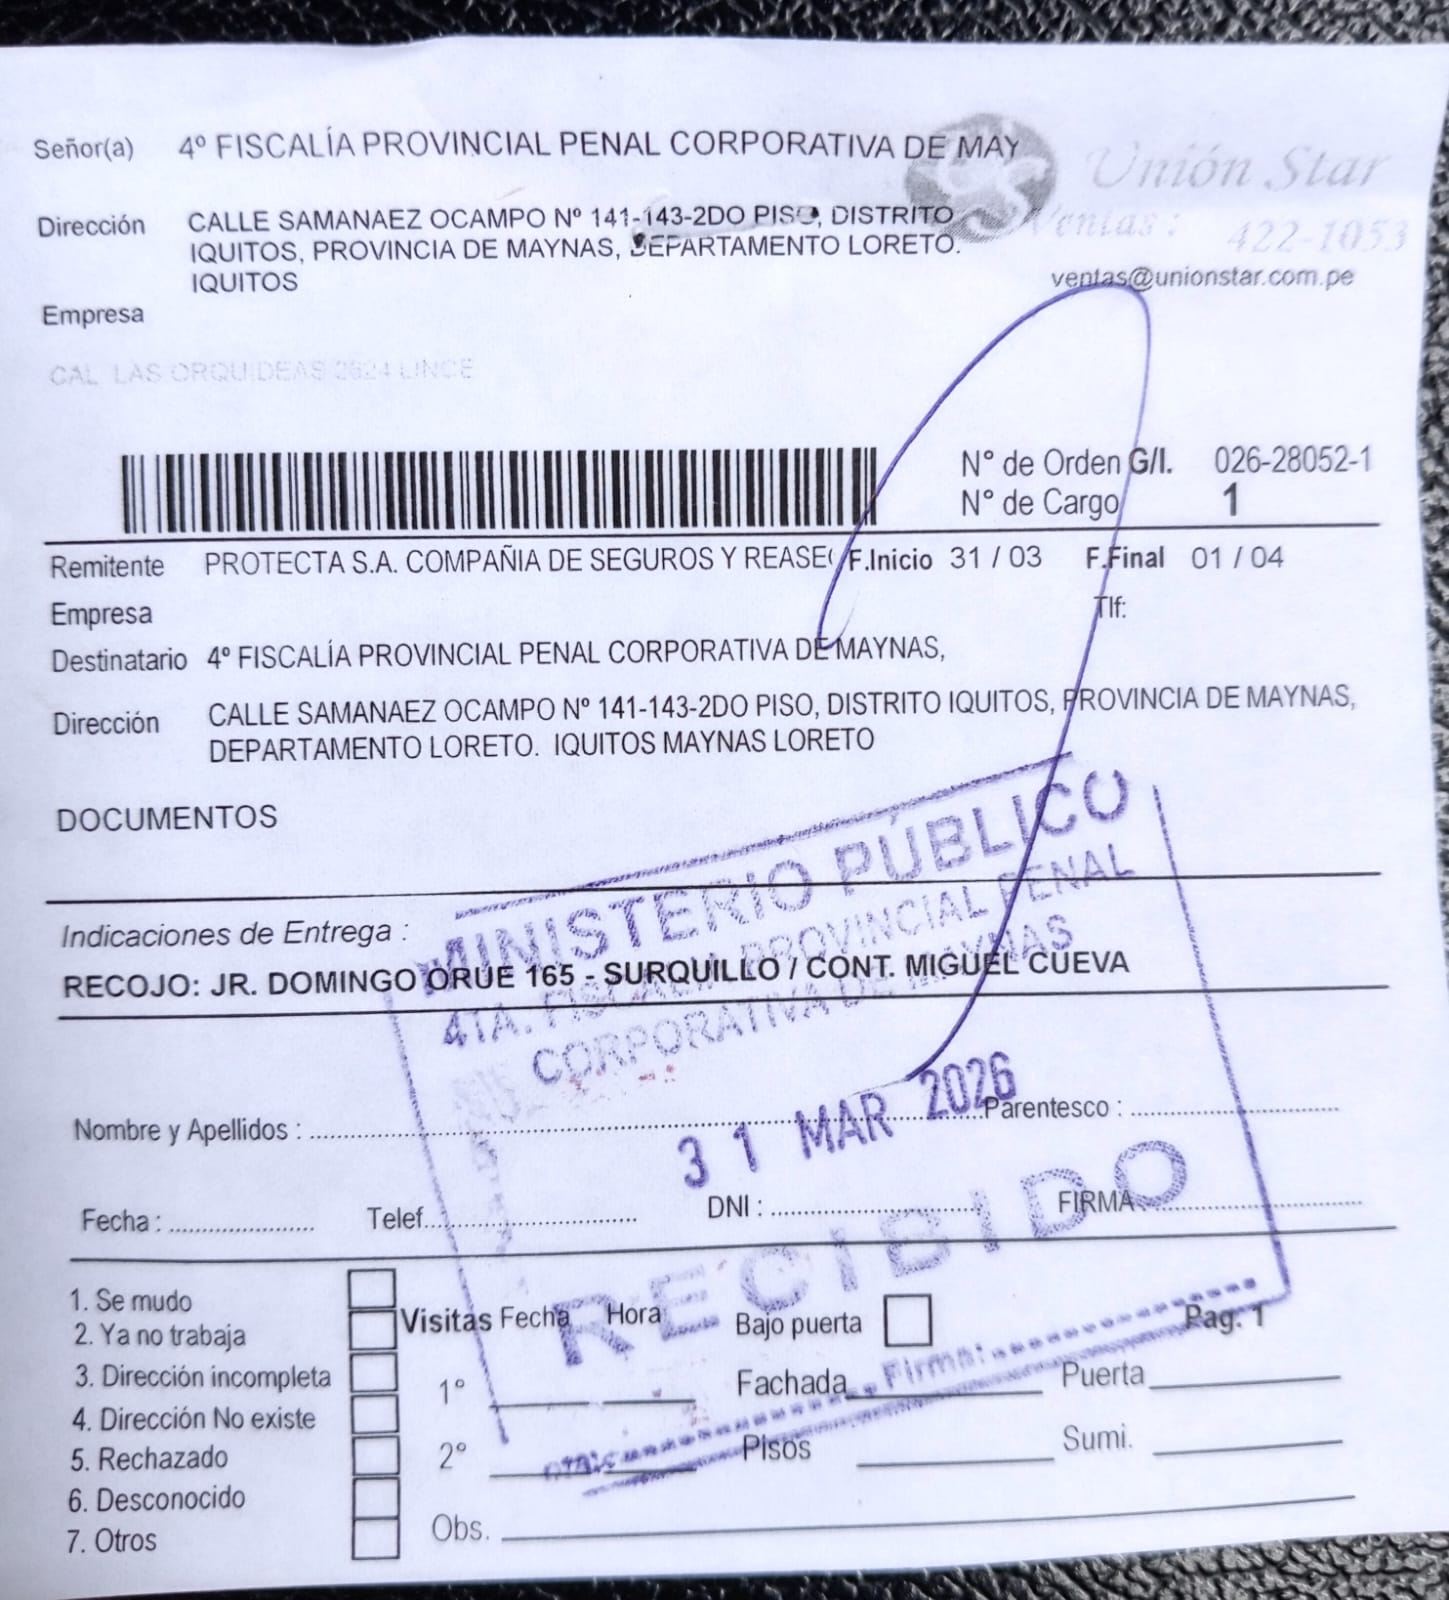 Señor(a) 4º FISCALÍA PROVINCIAL PENAL CORPORATIVA DE MAY
Unión Star
Dirección CALLE SAMANAEZ OCAMPO Nº 141-143-2DO PISO, DISTRITO
Ventas: 422-1053
IQUITOS, PROVINCIA DE MAYNAS, DEPARTAMENTO LORETO.
IQUITOS
ventas@unionstar.com.pe
Empresa
CAL LAS ORQUIDEAS 2624 LINCE
N° de Orden G/I. 026-28052-1
N° de Cargo 1
Remitente PROTECTA S.A. COMPAÑIA DE SEGUROS Y REASE F.Inicio 31 / 03 F.Final 01 / 04
Empresa Tlf:
Destinatario 4º FISCALÍA PROVINCIAL PENAL CORPORATIVA DE MAYNAS,
Dirección CALLE SAMANAEZ OCAMPO Nº 141-143-2DO PISO, DISTRITO IQUITOS, PROVINCIA DE MAYNAS,
DEPARTAMENTO LORETO. IQUITOS MAYNAS LORETO
DOCUMENTOS
Indicaciones de Entrega :
RECOJO: JR. DOMINGO ORUE 165 - SURQUILLO / CONT. MIGUEL CUEVA
MINISTERIO PÚBLICO
4TA. FISCALIA PROVINCIAL PENAL
CORPORATIVA DE MAYNAS
31 MAR 2026
RECIBIDO
Firma:
Nombre y Apellidos : Parentesco :
Fecha : Telef. DNI : FIRMA
1. Se mudo
2. Ya no trabaja
3. Dirección incompleta
4. Dirección No existe
5. Rechazado
6. Desconocido
7. Otros
Visitas Fecha Hora Bajo puerta Pag. 1
1° Fachada Puerta
2° Pisos Sumi.
Obs.